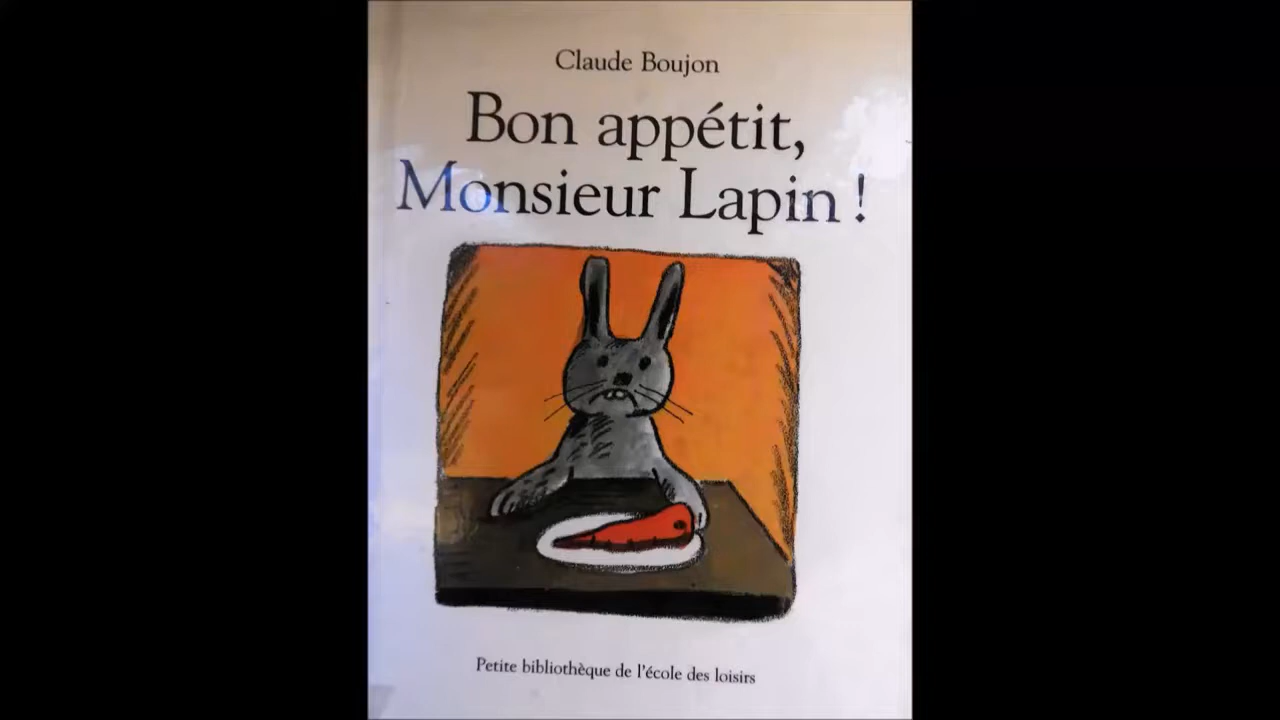 Claude Boujon
Bon appétit,
Monsieur Lapin !
Petite bibliothèque de l'école des loisirs